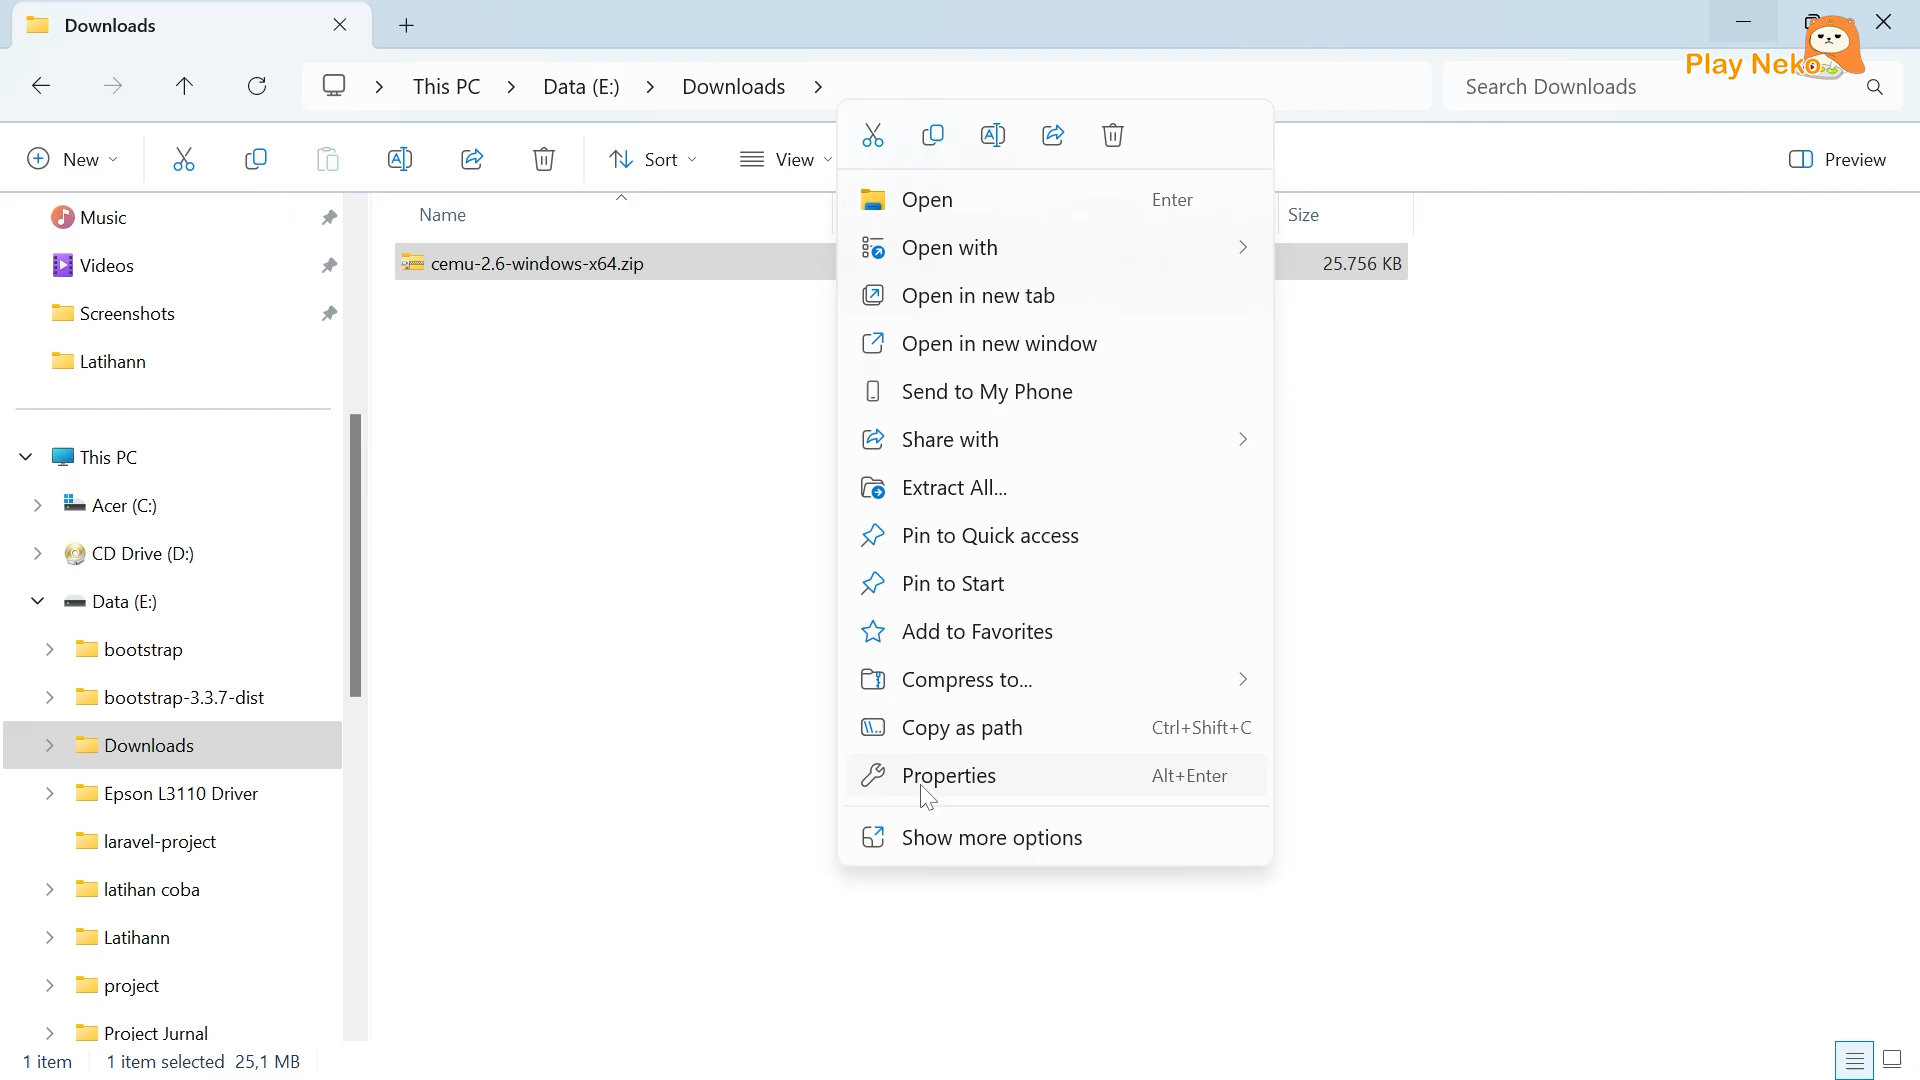 Downloads
Play Neko
This PC
Data (E:)
Downloads
Search Downloads
New
Sort
View
Preview
Music
Videos
Screenshots
Latihann
This PC
Acer (C:)
CD Drive (D:)
Data (E:)
bootstrap
bootstrap-3.3.7-dist
Downloads
Epson L3110 Driver
laravel-project
latihan coba
Latihann
project
Project Jurnal
Name
Size
cemu-2.6-windows-x64.zip
25.756 KB
Open Enter
Open with
Open in new tab
Open in new window
Send to My Phone
Share with
Extract All...
Pin to Quick access
Pin to Start
Add to Favorites
Compress to...
Copy as path Ctrl+Shift+C
Properties Alt+Enter
Show more options
1 item
1 item selected 25,1 MB